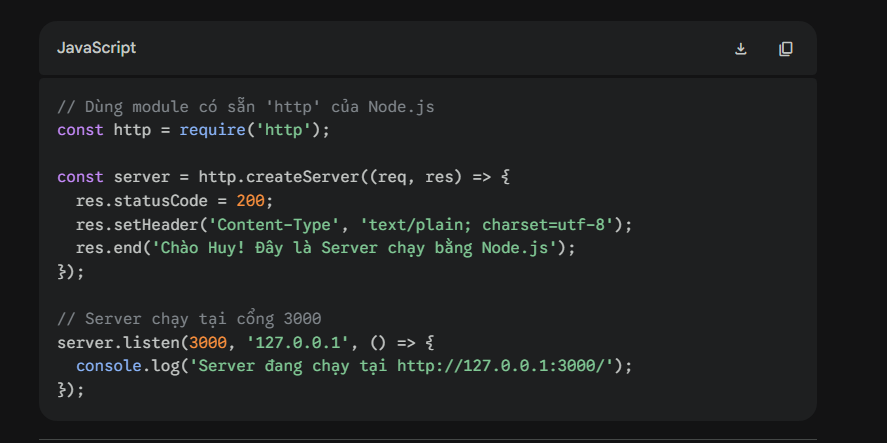 JavaScript
// Dùng module có sẵn 'http' của Node.js
const http = require('http');
const server = http.createServer((req, res) => {
  res.statusCode = 200;
  res.setHeader('Content-Type', 'text/plain; charset=utf-8');
  res.end('Chào Huy! Đây là Server chạy bằng Node.js');
});
// Server chạy tại cổng 3000
server.listen(3000, '127.0.0.1', () => {
  console.log('Server đang chạy tại http://127.0.0.1:3000/');
});